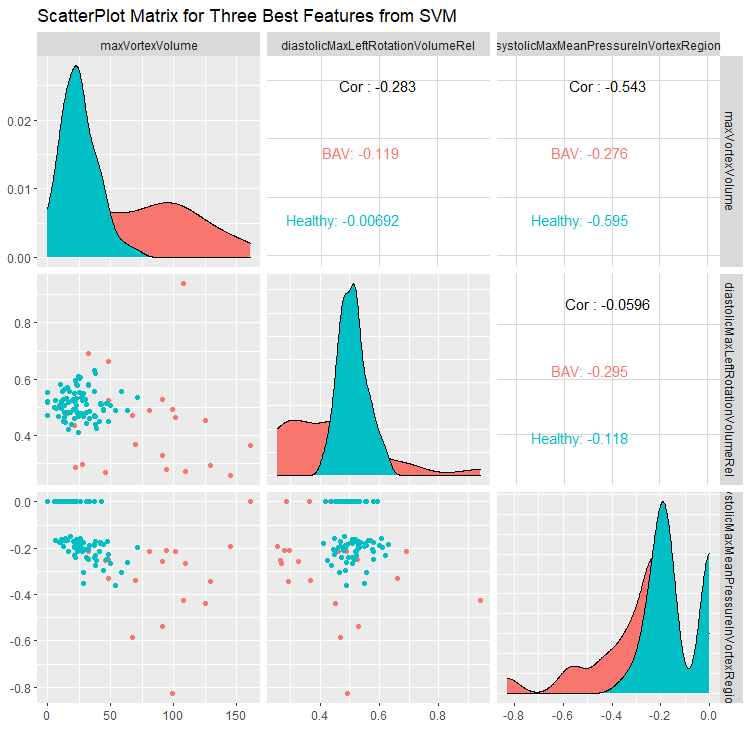 ScatterPlot Matrix for Three Best Features from SVM
maxVortexVolume
diastolicMaxLeftRotationVolumeRel
systolicMaxMeanPressureInVortexRegion
0.02
0.01
0.00
Cor : -0.283
BAV: -0.119
Healthy: -0.00692
Cor : -0.543
BAV: -0.276
Healthy: -0.595
maxVortexVolume
0.8
0.6
0.4
Cor : -0.0596
BAV: -0.295
Healthy: -0.118
diastolicMaxLeftRotationVolumeRel
0.0
-0.2
-0.4
-0.6
-0.8
stolicMaxMeanPressureInVortexRegio
0 50 100 150
0.4 0.6 0.8
-0.8 -0.6 -0.4 -0.2 0.0